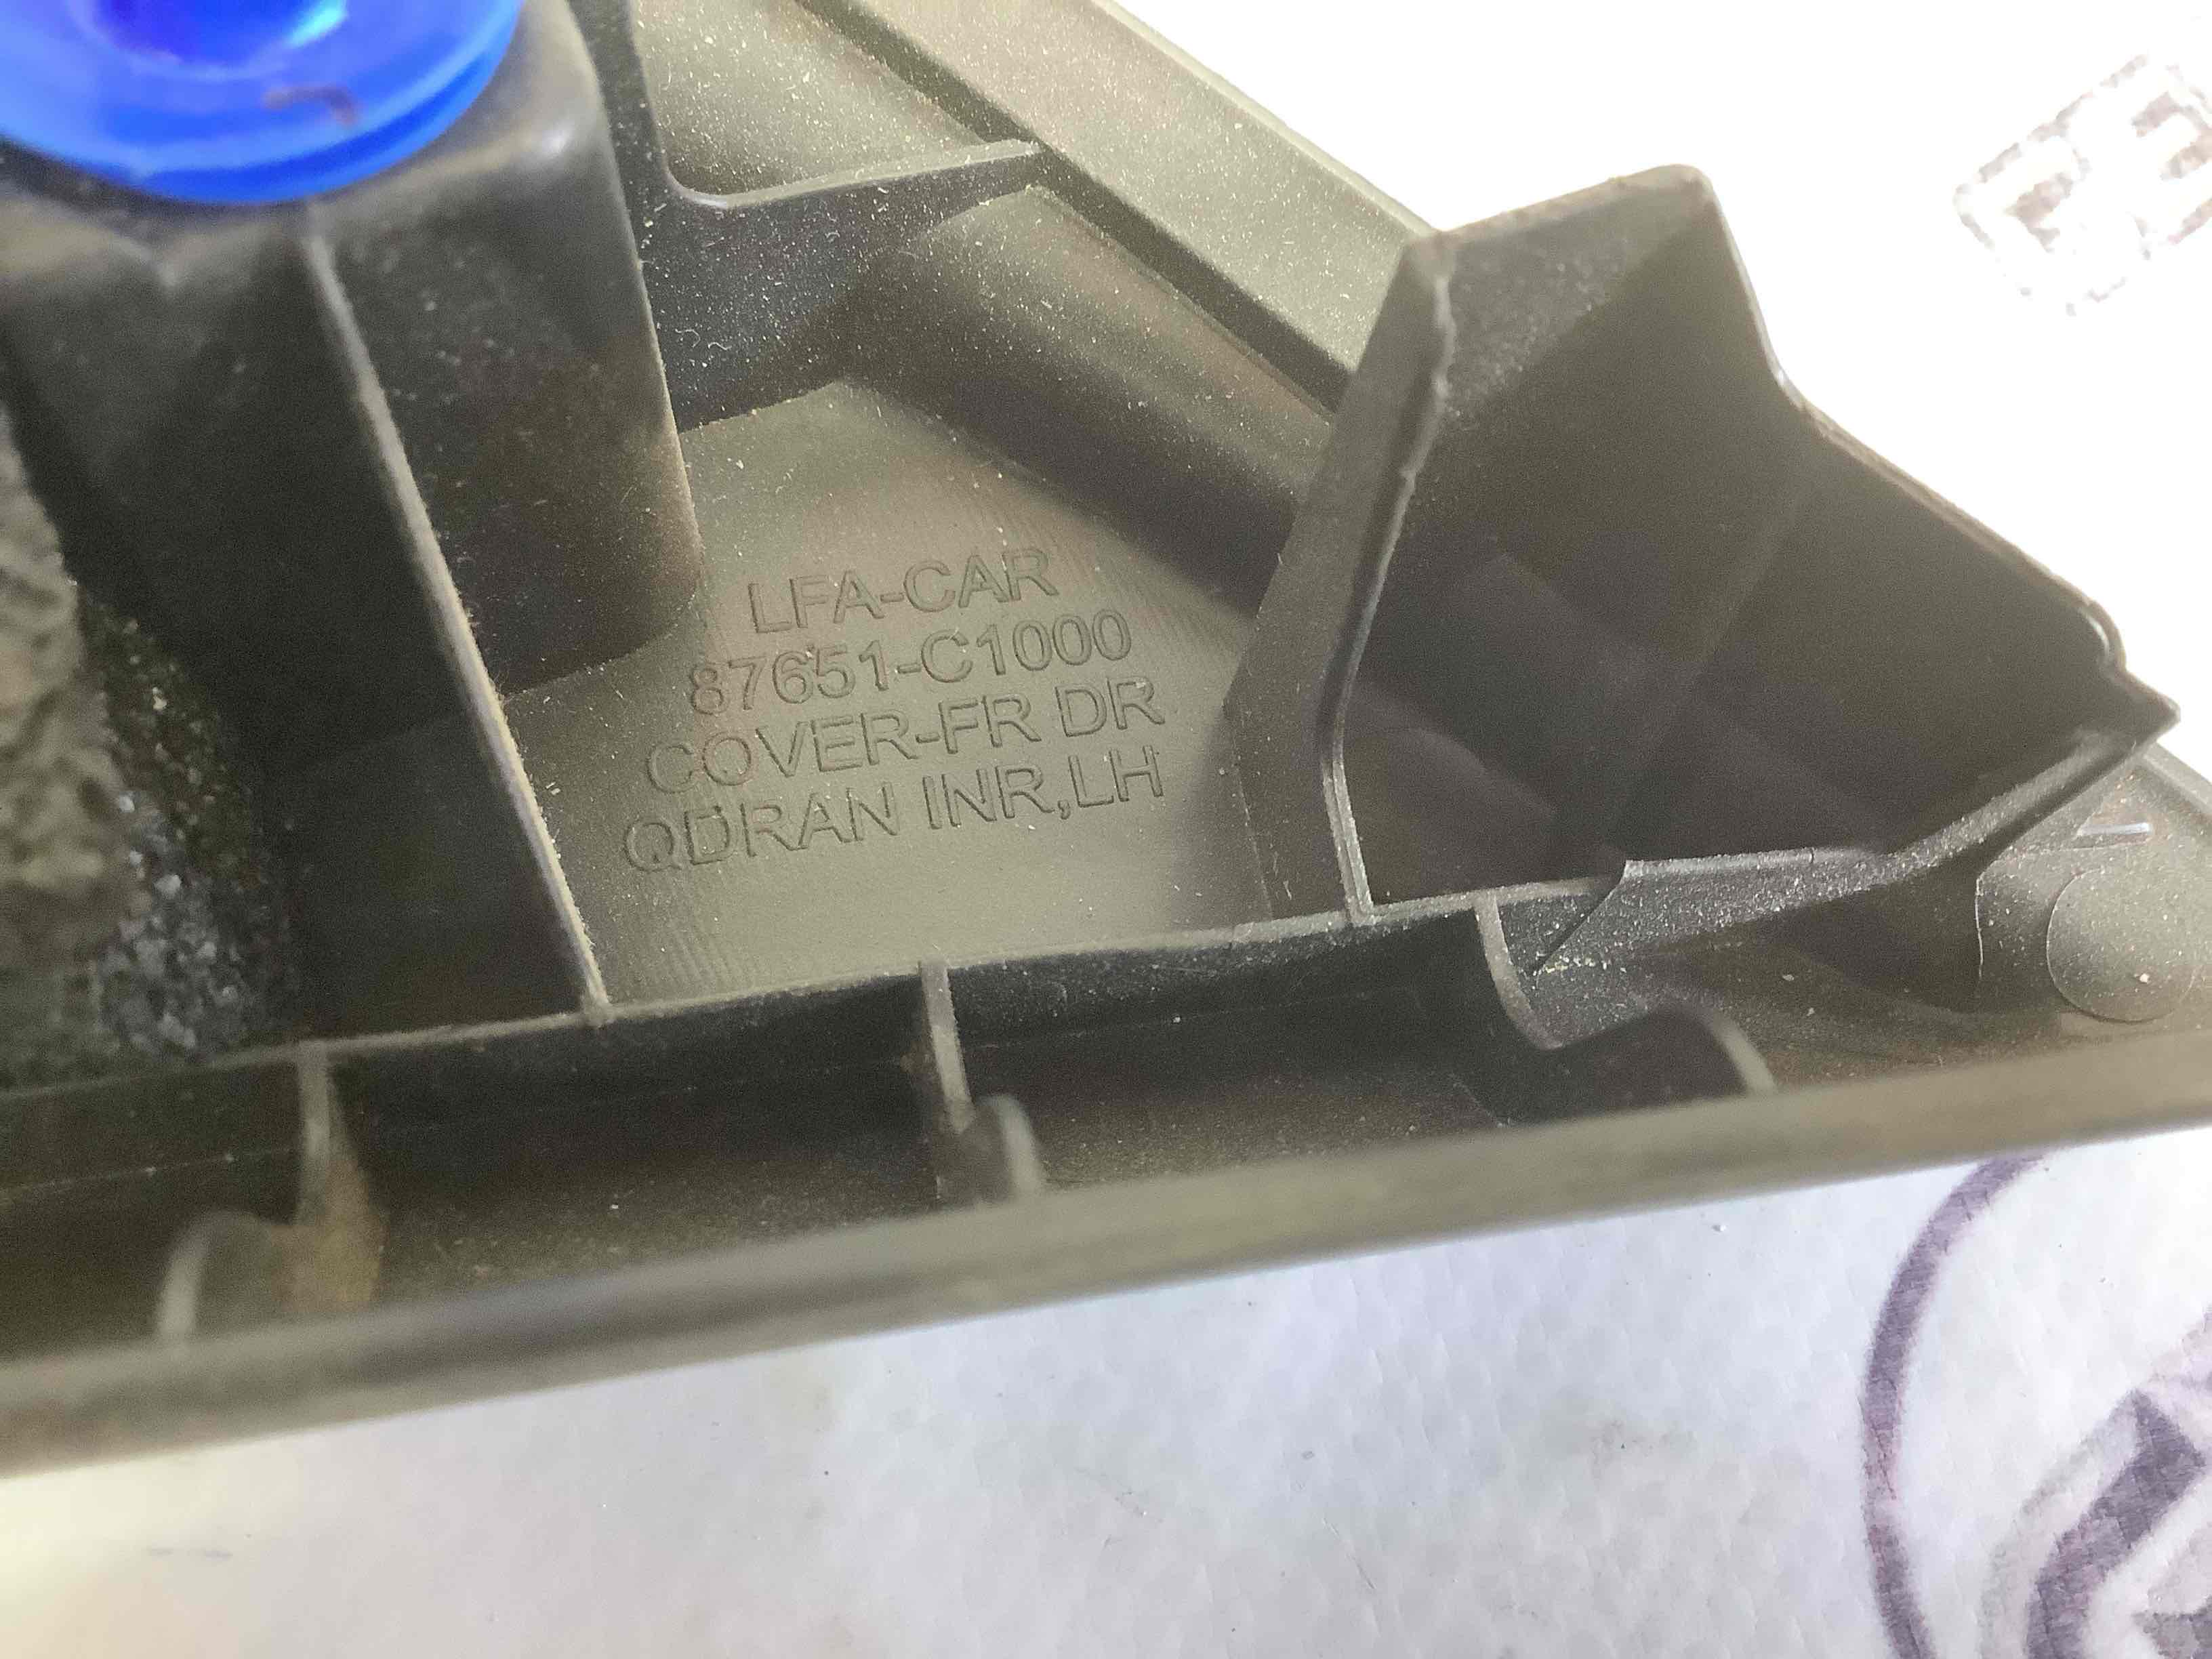 LFA-CAR
87651-C1000
COVER-FR DR
QDRAN INR,LH